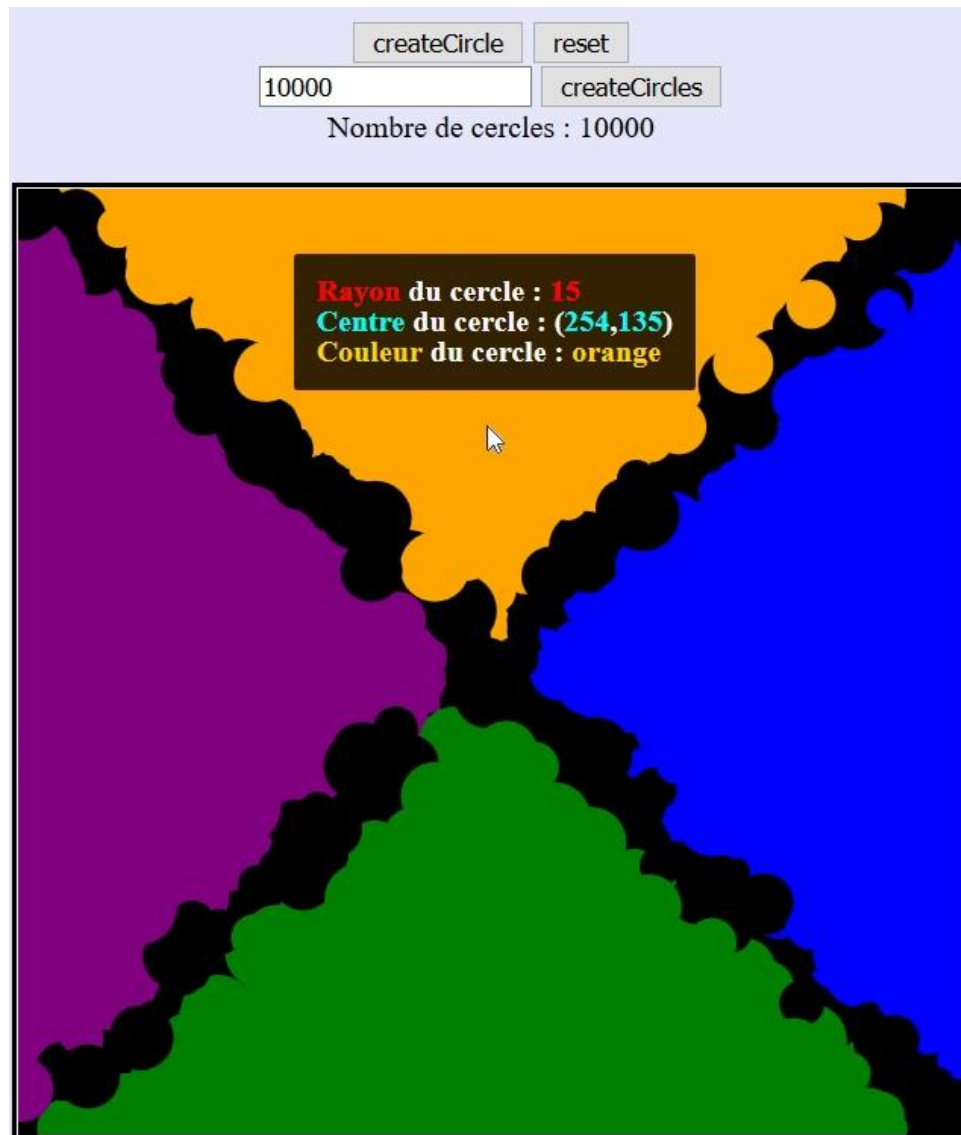 createCircle reset
10000 createCircles
Nombre de cercles : 10000
Rayon du cercle : 15
Centre du cercle : (254,135)
Couleur du cercle : orange